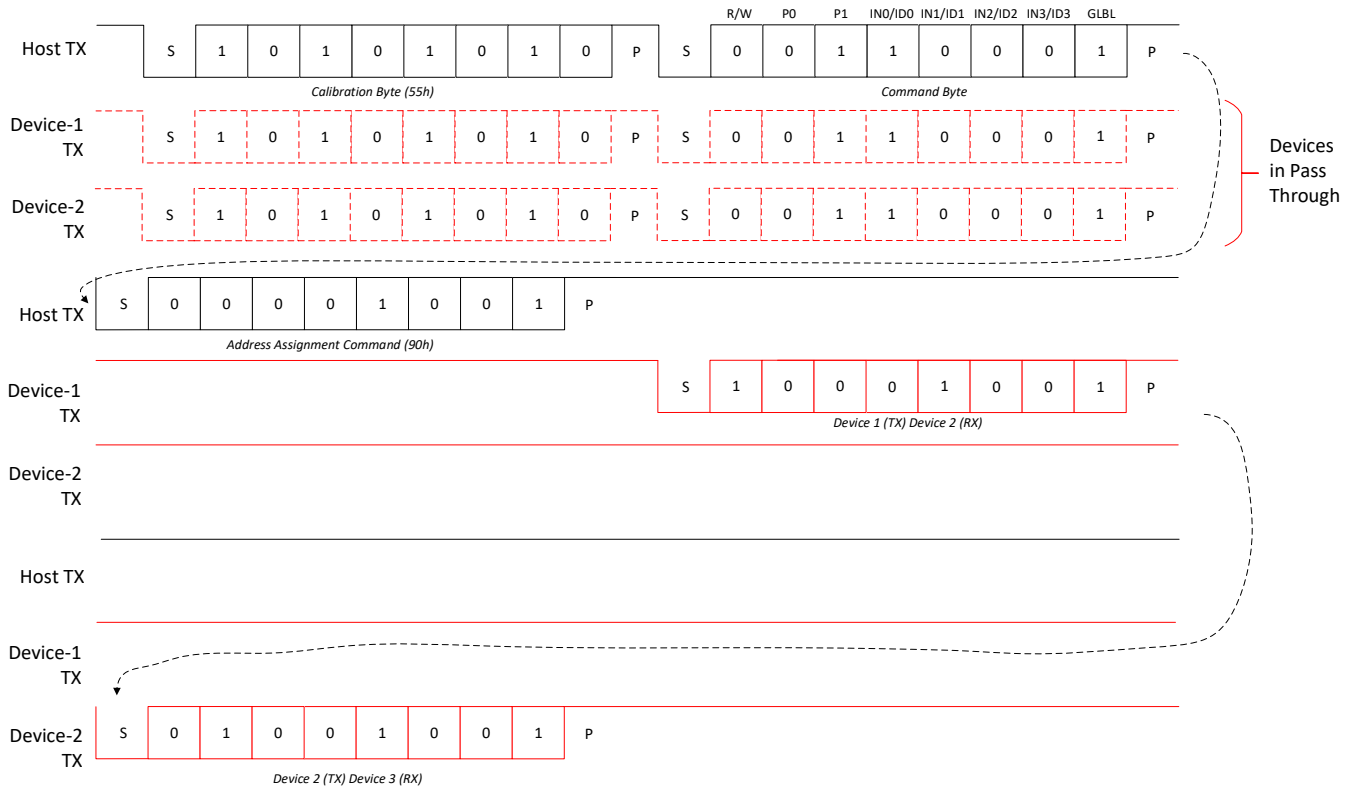 R/W P0 P1 IN0/ID0 IN1/ID1 IN2/ID2 IN3/ID3 GLBL
Host TX S 1 0 1 0 1 0 1 0 P S 0 0 1 1 0 0 0 1 P
Calibration Byte (55h) Command Byte
Device-1
TX
S 1 0 1 0 1 0 1 0 P S 0 0 1 1 0 0 0 1 P
Devices
in Pass
Through
Device-2
TX
S 1 0 1 0 1 0 1 0 P S 0 0 1 1 0 0 0 1 P
Host TX S 0 0 0 0 1 0 0 1 P
Address Assignment Command (90h)
Device-1
TX
S 1 0 0 0 1 0 0 1 P
Device 1 (TX) Device 2 (RX)
Device-2
TX
Host TX
Device-1
TX
Device-2
TX
S 0 1 0 0 1 0 0 1 P
Device 2 (TX) Device 3 (RX)